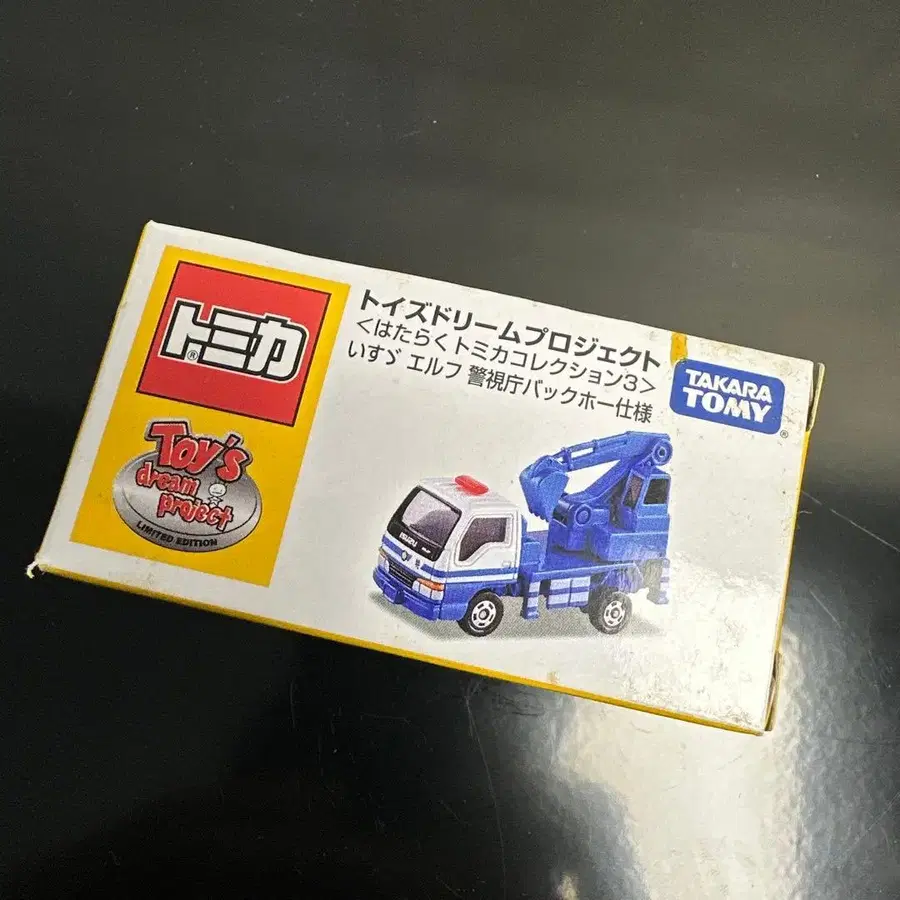 トミカ
®
Toy's
dream
project
LIMITED EDITION
トイズドリームプロジェクト
<はたらくトミカコレクション3>
いすゞ エルフ 警視庁バックホー仕様
TAKARA
TOMY
®
ISUZU